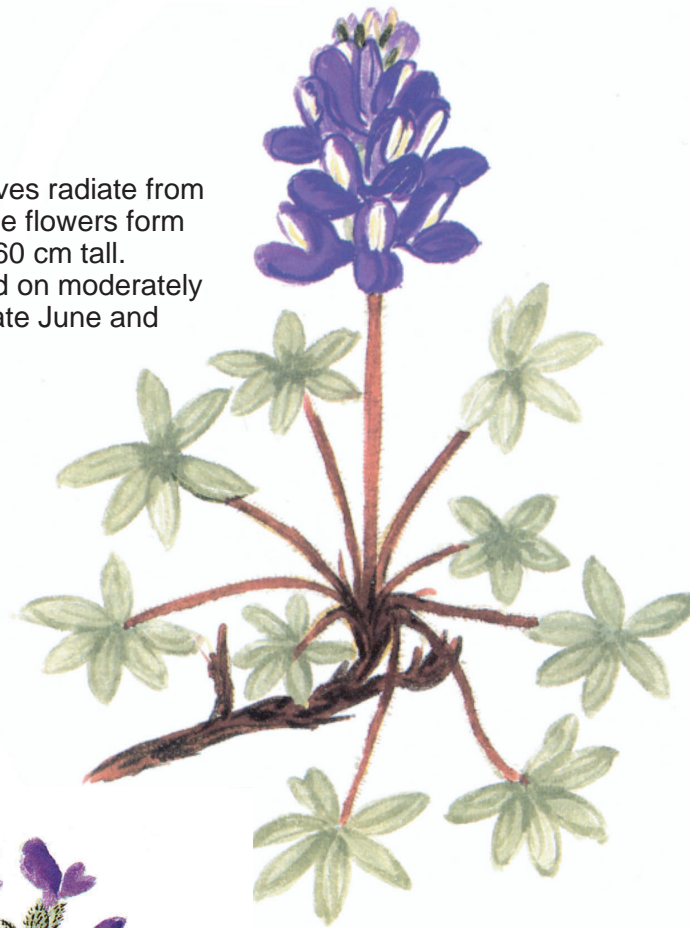 ves radiate from
e flowers form
60 cm tall.
d on moderately
ate June and